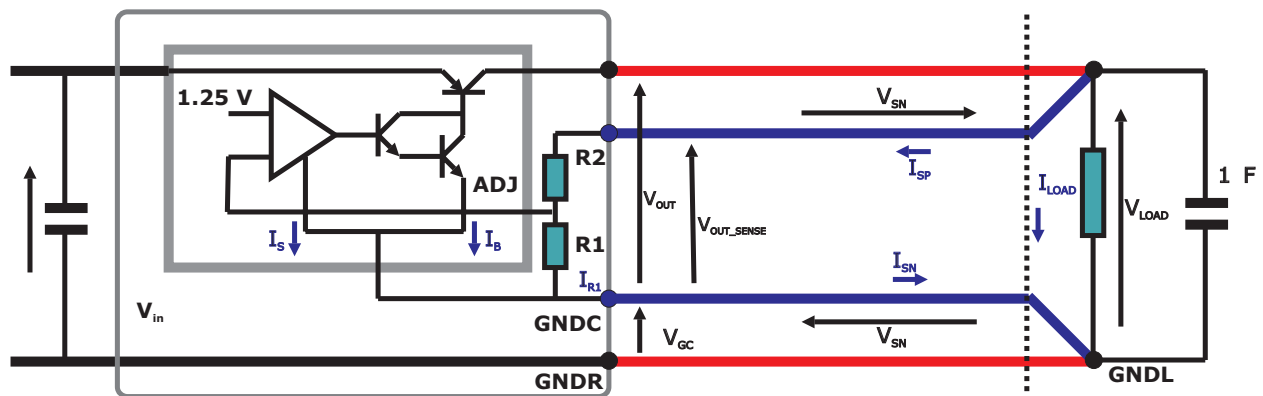 1.25 V
ADJ
R2
R1
I_S
I_B
I_R1
V_in
GNDC
GNDR
V_OUT
V_OUT_SENSE
V_GC
V_SN
I_SP
I_SN
V_SN
I_LOAD
V_LOAD
1 F
GNDL